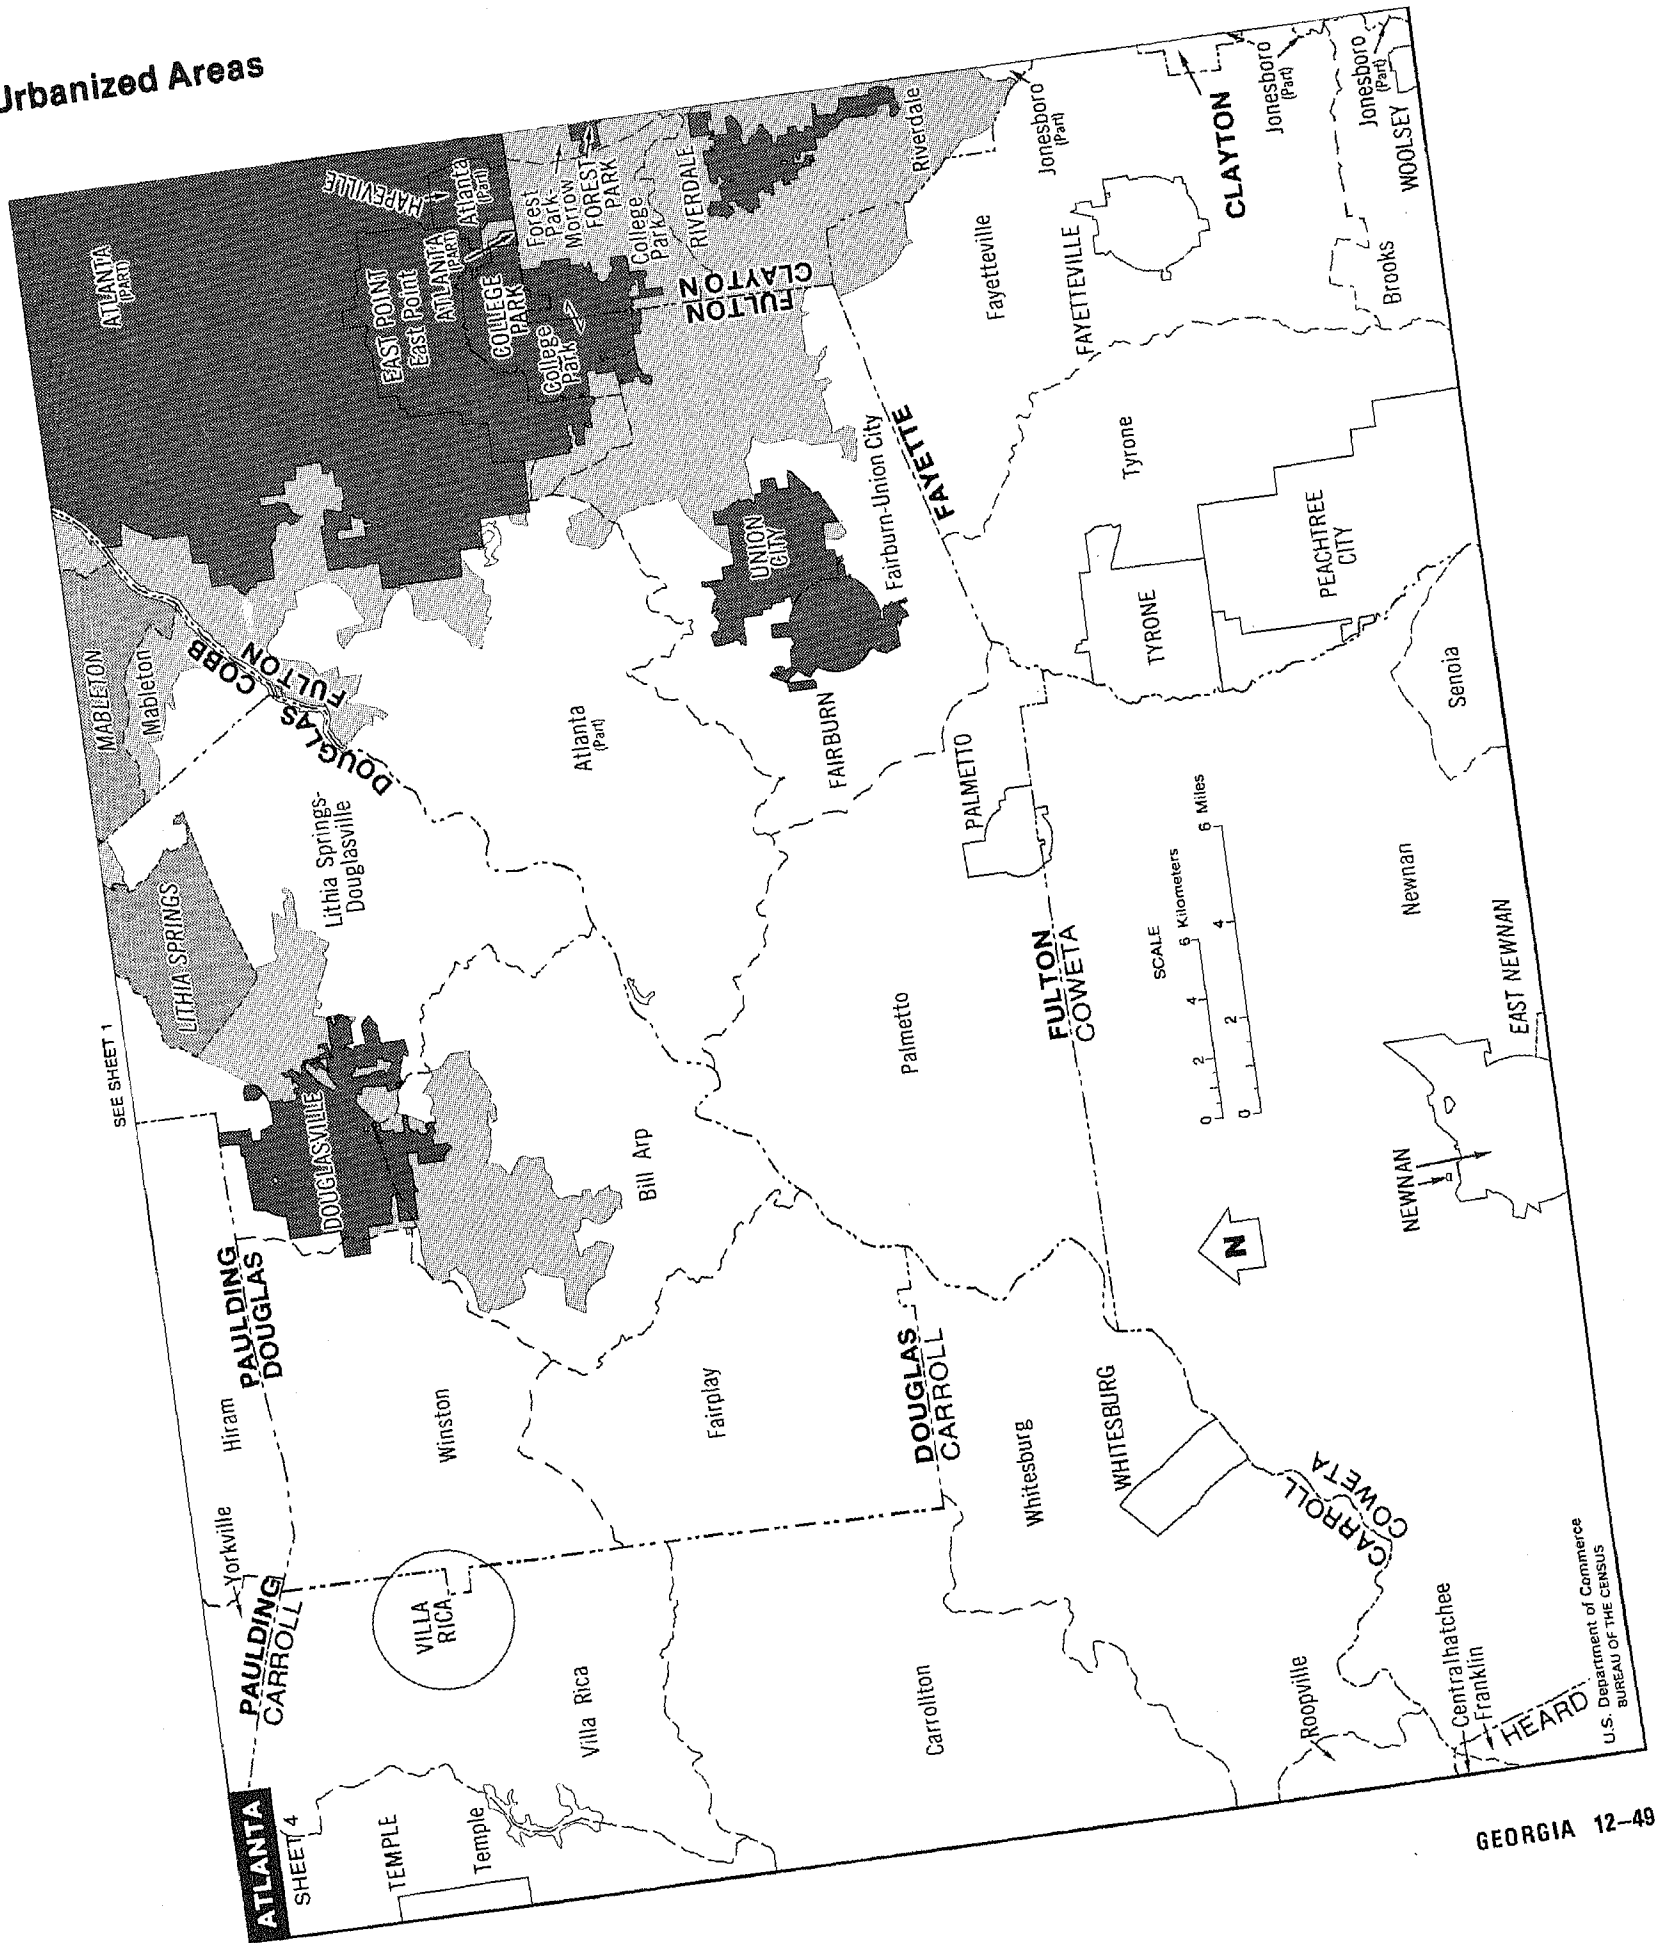 Urbanized Areas
ATLANTA
SHEET 4
SEE SHEET 1
TEMPLE
Temple
Villa Rica
VILLA
RICA
PAULDING
CARROLL
Yorkville
Hiram
PAULDING
DOUGLAS
Winston
Fairplay
DOUGLAS
CARROLL
Carrollton
Whitesburg
WHITESBURG
CARROLL
COWETA
Roopville
Centralhatchee
Franklin
HEARD
DOUGLASVILLE
LITHIA SPRINGS
Lithia Springs-
Douglasville
Bill Arp
MABLETON
Mableton
COBB
FULTON
DOUGLAS
Atlanta
(Part)
Palmetto
PALMETTO
FULTON
COWETA
SCALE
0 2 4 6 Kilometers
0 2 4 6 Miles
N
NEWNAN
Newnan
EAST NEWNAN
Senoia
ATLANTA
(PART)
HAPEVILLE
EAST POINT
East Point
ATLANTA
(PART)
Atlanta
(Part)
COLLEGE
PARK
College
Park
Forest
Park-
Morrow
FOREST
PARK
College
Park
RIVERDALE
Riverdale
FULTON
CLAYTON
UNION
CITY
Fairburn-Union City
FAIRBURN
FAYETTE
Tyrone
TYRONE
PEACHTREE
CITY
Fayetteville
FAYETTEVILLE
Jonesboro
(Part)
CLAYTON
Jonesboro
(Part)
Jonesboro
(Part)
WOOLSEY
Brooks
U.S. Department of Commerce
BUREAU OF THE CENSUS
GEORGIA 12–49